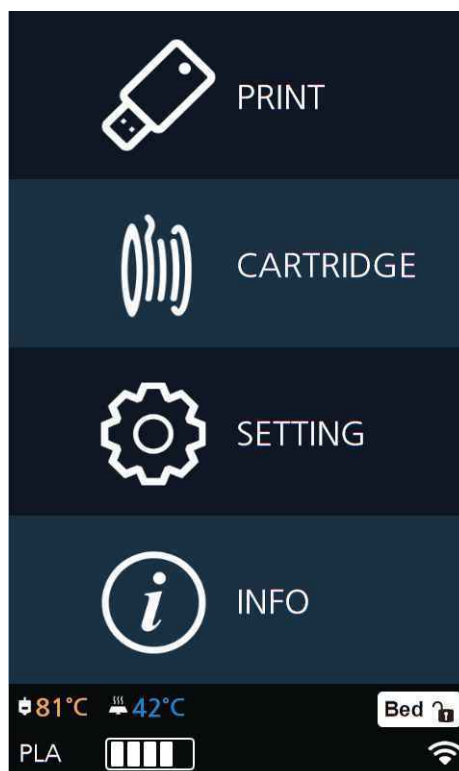 PRINT
CARTRIDGE
SETTING
INFO
81°C 42°C Bed
PLA